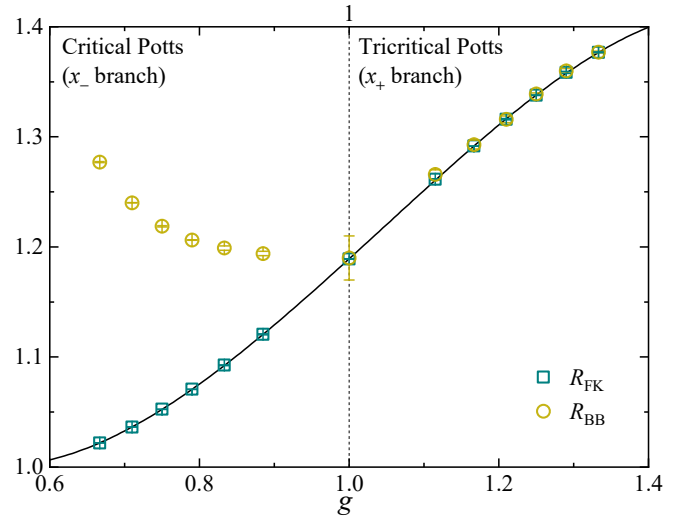 1
1.4
1.3
1.2
1.1
1.0
Critical Potts
(x₋ branch)
Tricritical Potts
(x₊ branch)
R_FK
R_BB
0.6 0.8 1.0 1.2 1.4
g